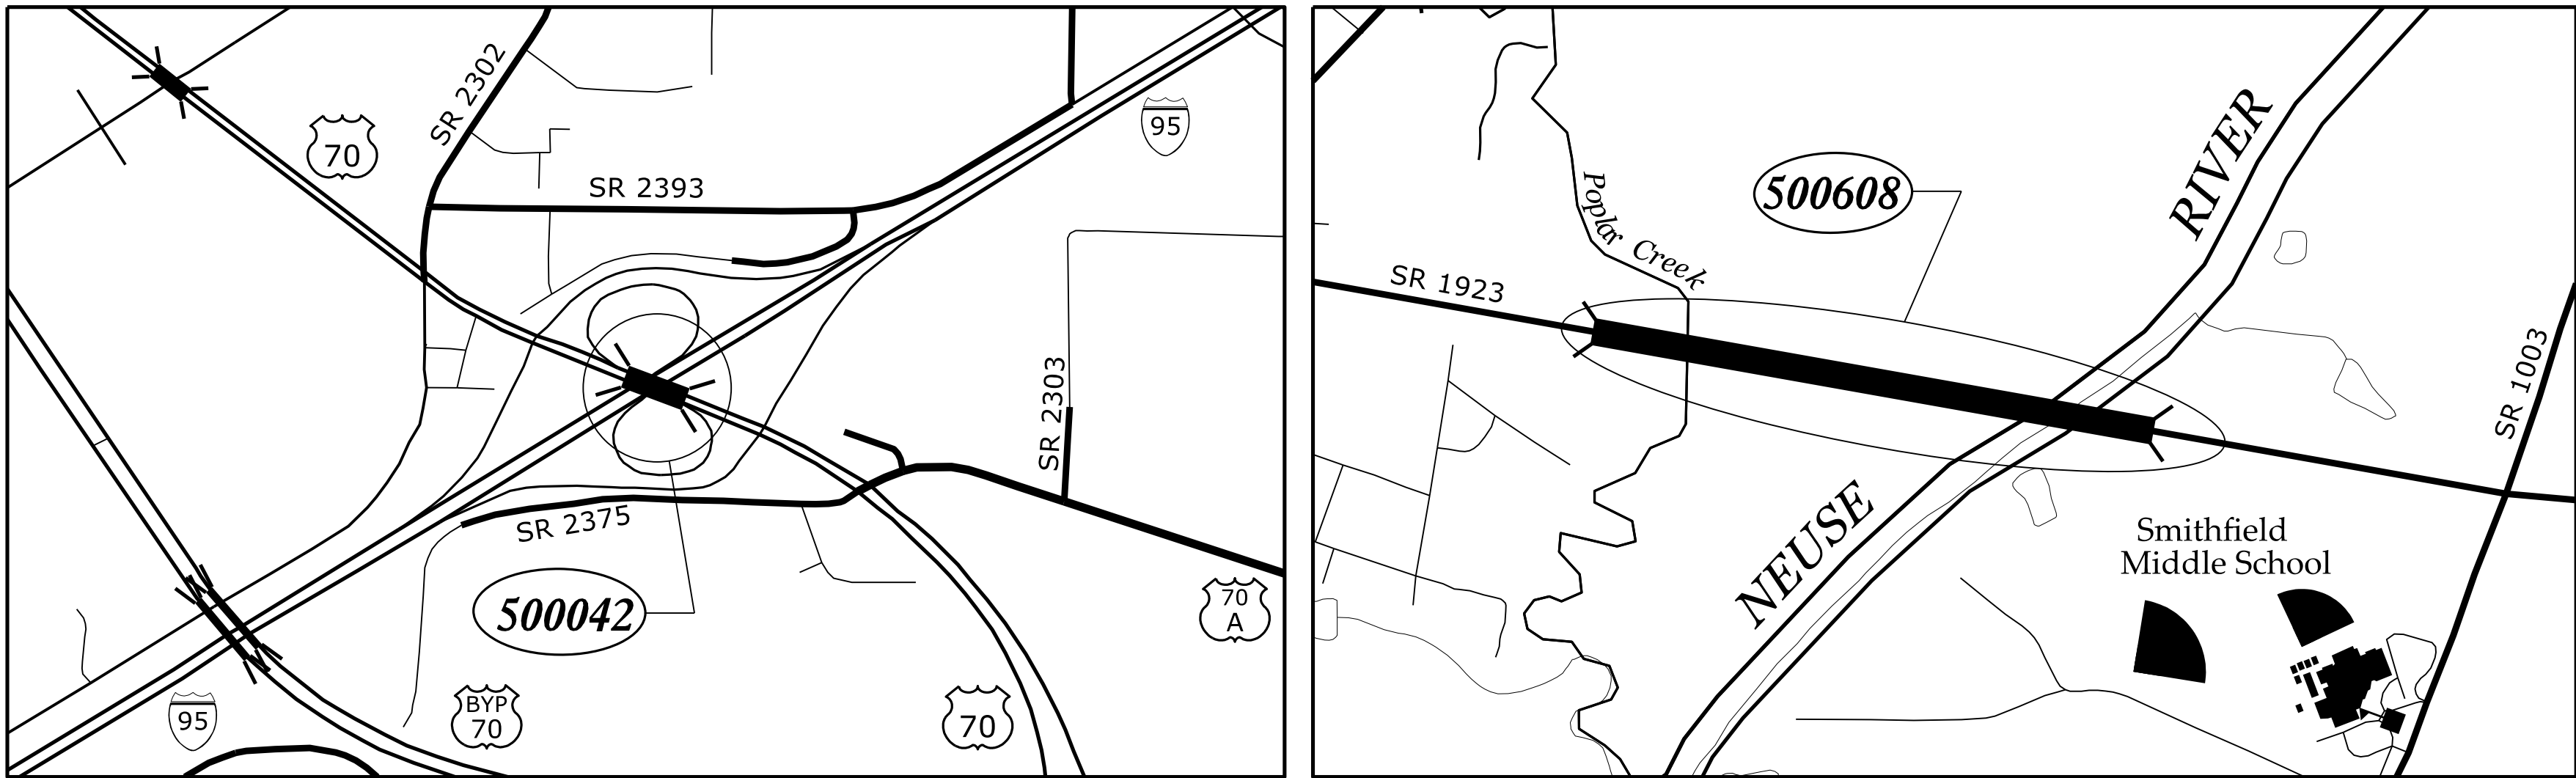 SR 2302
70
SR 2393
95
SR 2303
SR 2375
500042
70
A
95
BYP
70
70
500608
RIVER
Poplar Creek
SR 1923
SR 1003
NEUSE
Smithfield
Middle School